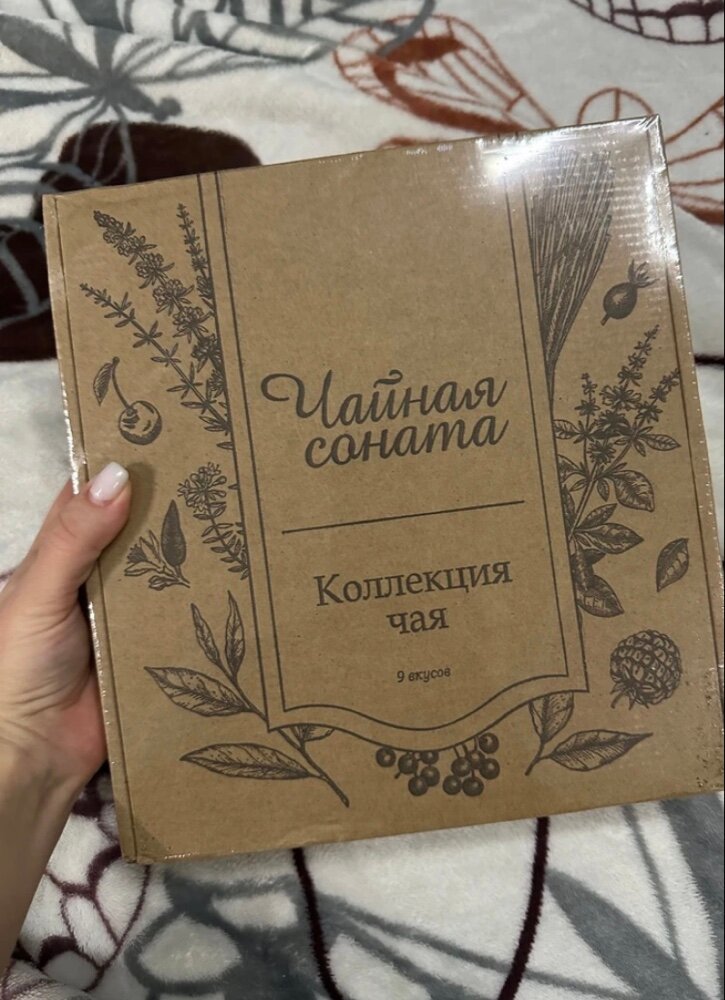 Чайная
соната
Коллекция
чая
9 вкусов